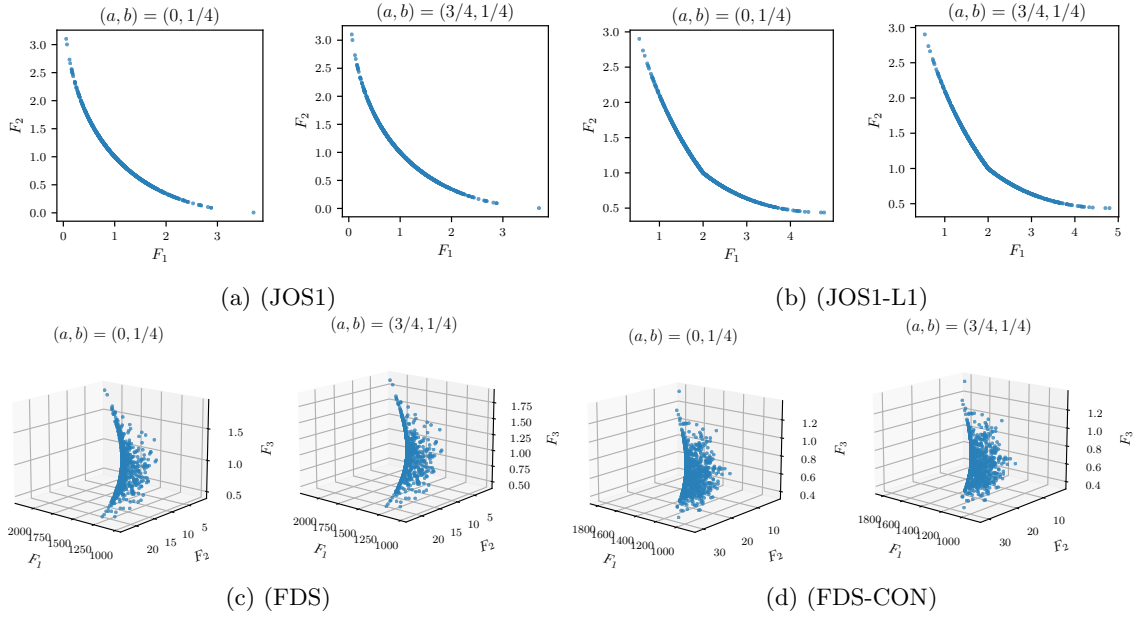 (a, b) = (0, 1/4)
3.0
2.5
2.0
1.5
1.0
0.5
0.0
F2
0 1 2 3
F1
(a, b) = (3/4, 1/4)
3.0
2.5
2.0
1.5
1.0
0.5
0.0
F2
0 1 2 3
F1
(a) (JOS1)
(a, b) = (0, 1/4)
3.0
2.5
2.0
1.5
1.0
0.5
F2
1 2 3 4
F1
(a, b) = (3/4, 1/4)
3.0
2.5
2.0
1.5
1.0
0.5
F2
1 2 3 4 5
F1
(b) (JOS1-L1)
(a, b) = (0, 1/4)
1.5
1.0
0.5
F3
2000 1750 1500 1250 1000
F1
20 15 10 5
F2
(a, b) = (3/4, 1/4)
1.75
1.50
1.25
1.00
0.75
0.50
F3
2000 1750 1500 1250 1000
F1
20 15 10 5
F2
(c) (FDS)
(a, b) = (0, 1/4)
1.2
1.0
0.8
0.6
0.4
F3
1800 1600 1400 1200 1000
F1
30 20 10
F2
(a, b) = (3/4, 1/4)
1.2
1.0
0.8
0.6
0.4
F3
1800 1600 1400 1200 1000
F1
30 20 10
F2
(d) (FDS-CON)